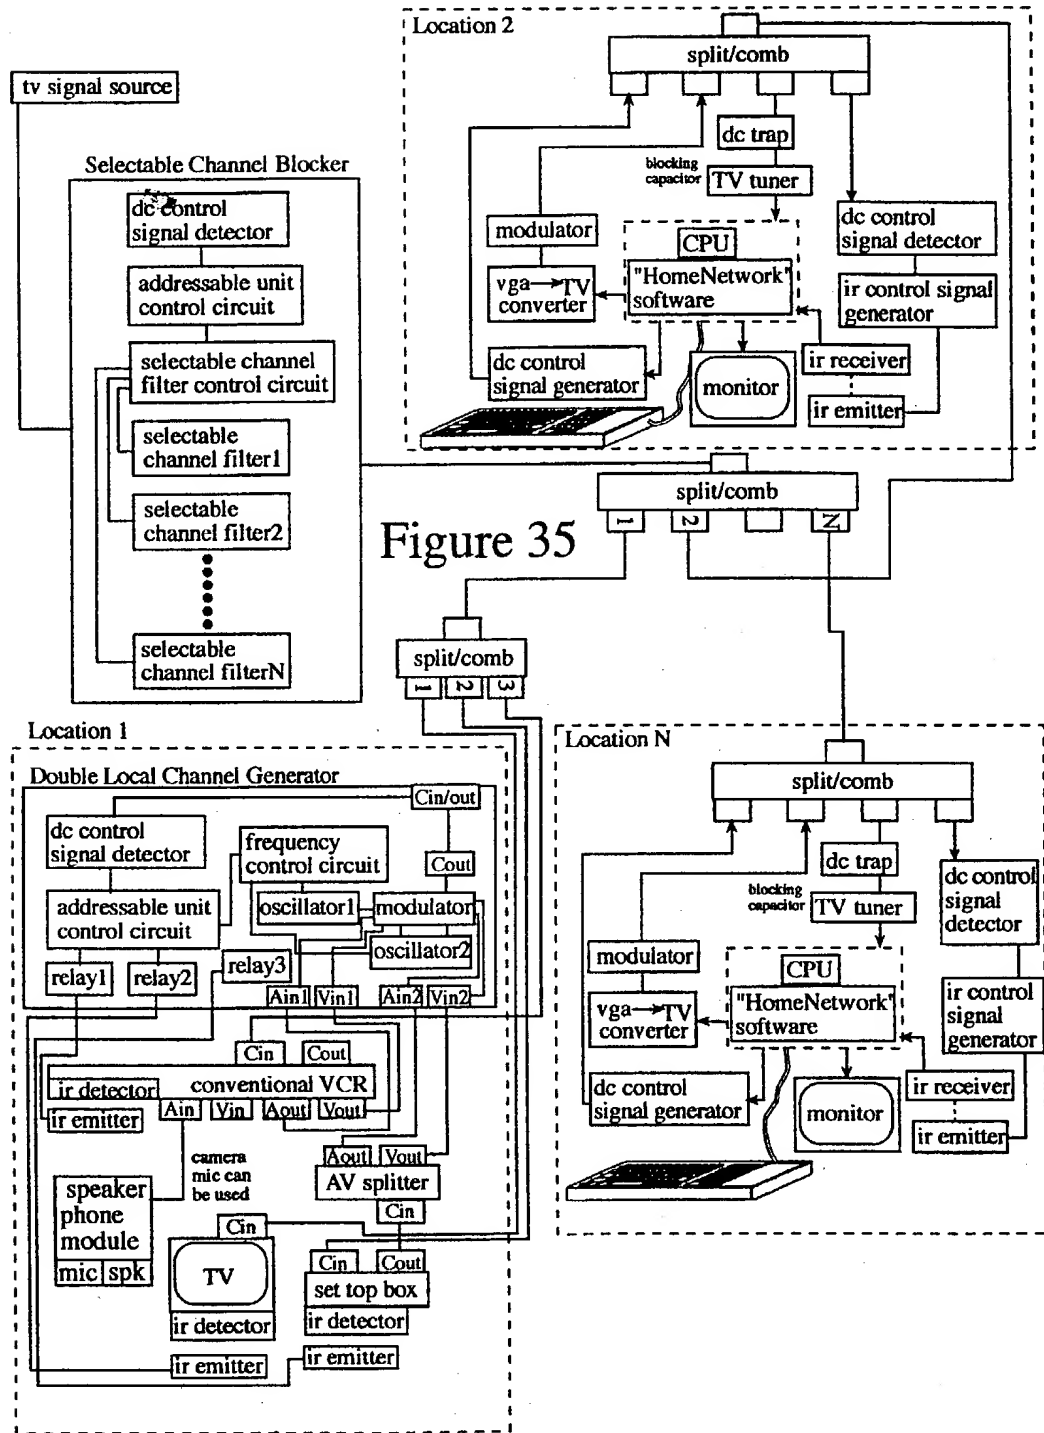 Location 2
split/comb
tv signal source
dc trap
Selectable Channel Blocker
blocking
capacitor
TV tuner
dc control
signal detector
modulator
CPU
dc control
signal detector
addressable unit
control circuit
vga→TV
converter
"HomeNetwork"
software
ir control signal
generator
selectable channel
filter control circuit
dc control
signal generator
monitor
ir receiver
ir emitter
selectable
channel filter1
split/comb
1
2
N
selectable
channel filter2
Figure 35
selectable
channel filterN
split/comb
1
2
3
Location 1
Double Local Channel Generator
Cin/out
dc control
signal detector
frequency
control circuit
Cout
addressable unit
control circuit
oscillator1
modulator
oscillator2
relay1
relay2
relay3
Ain1
Vin1
Ain2
Vin2
Cin
Cout
conventional VCR
ir detector
ir emitter
Ain
Vin
Aout
Vout
camera
mic can
be used
Aout
Vout
AV splitter
Cin
speaker
phone
module
mic
spk
Cin
TV
ir detector
ir emitter
Cin
Cout
set top box
ir detector
ir emitter
Location N
split/comb
dc trap
blocking
capacitor
TV tuner
dc control
signal
detector
modulator
CPU
vga→TV
converter
"HomeNetwork"
software
ir control
signal
generator
dc control
signal generator
monitor
ir receiver
ir emitter